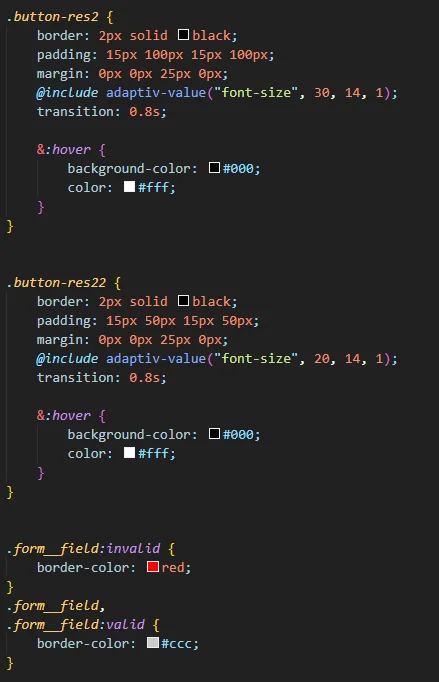 .button-res2 {
border: 2px solid black;
padding: 15px 100px 15px 100px;
margin: 0px 0px 25px 0px;
@include adaptiv-value("font-size", 30, 14, 1);
transition: 0.8s;
&:hover {
background-color: #000;
color: #fff;
}
}
.button-res22 {
border: 2px solid black;
padding: 15px 50px 15px 50px;
margin: 0px 0px 25px 0px;
@include adaptiv-value("font-size", 20, 14, 1);
transition: 0.8s;
&:hover {
background-color: #000;
color: #fff;
}
}
.form__field:invalid {
border-color: red;
}
.form__field,
.form__field:valid {
border-color: #ccc;
}